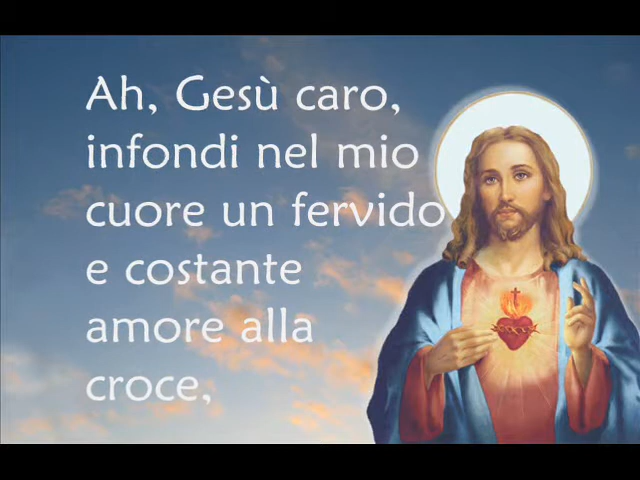 Ah, Gesù caro,
infondi nel mio
cuore un fervido
e costante
amore alla
croce,